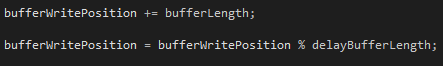 bufferWritePosition += bufferLength;
bufferWritePosition = bufferWritePosition % delayBufferLength;